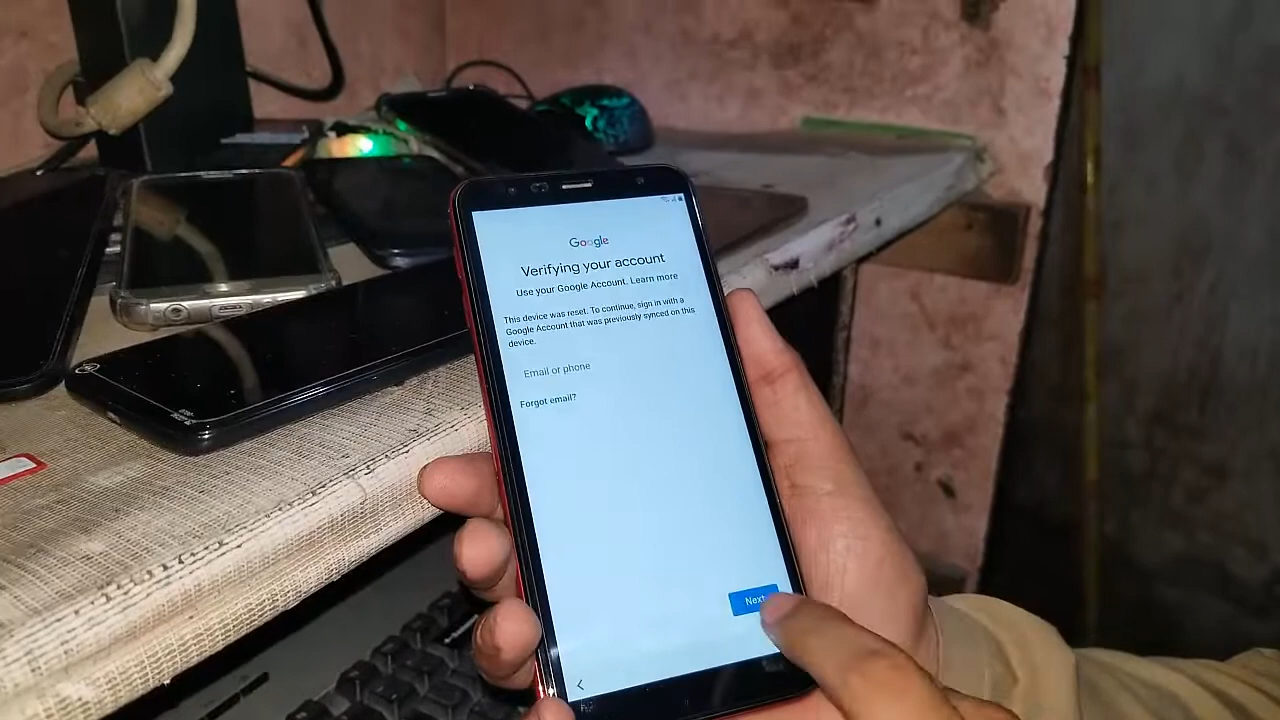 Google
Verifying your account
Use your Google Account. Learn more
This device was reset. To continue, sign in with a
Google Account that was previously synced on this
device.
Email or phone
Forgot email?
Next